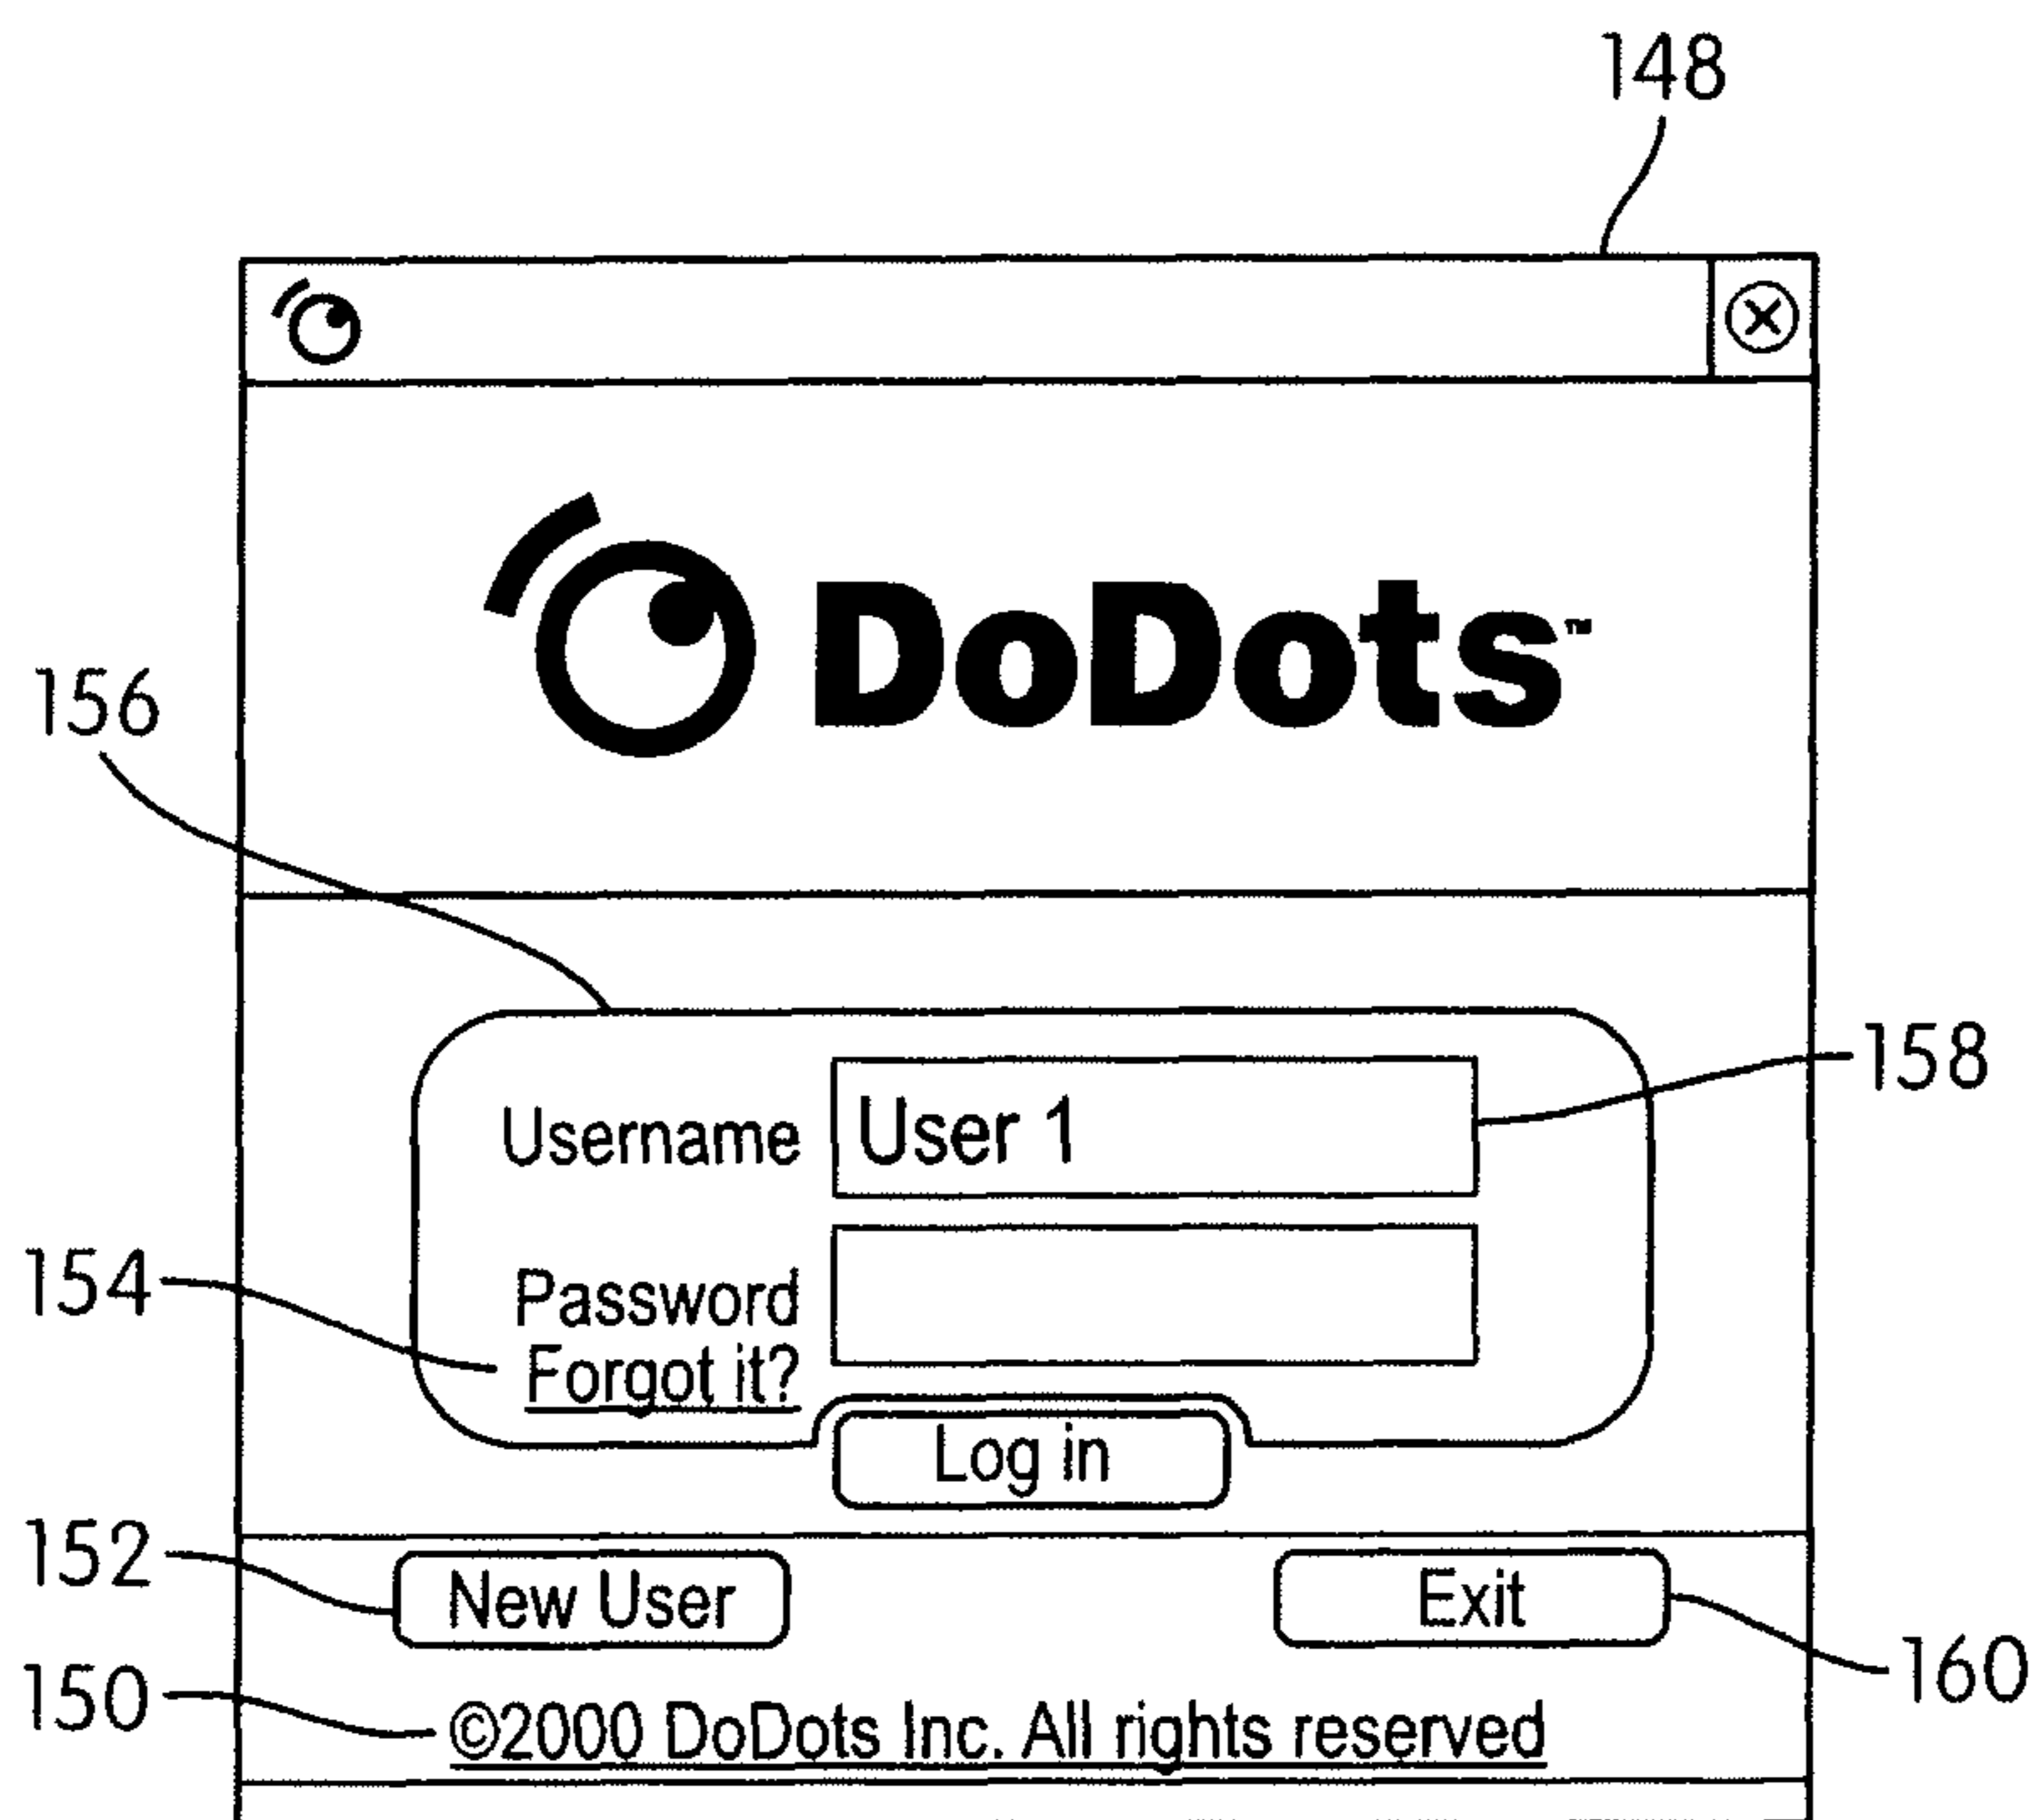 148
DoDots™
156
Username User 1
158
Password
154
Forgot it?
Log in
152
New User Exit
160
150
©2000 DoDots Inc. All rights reserved